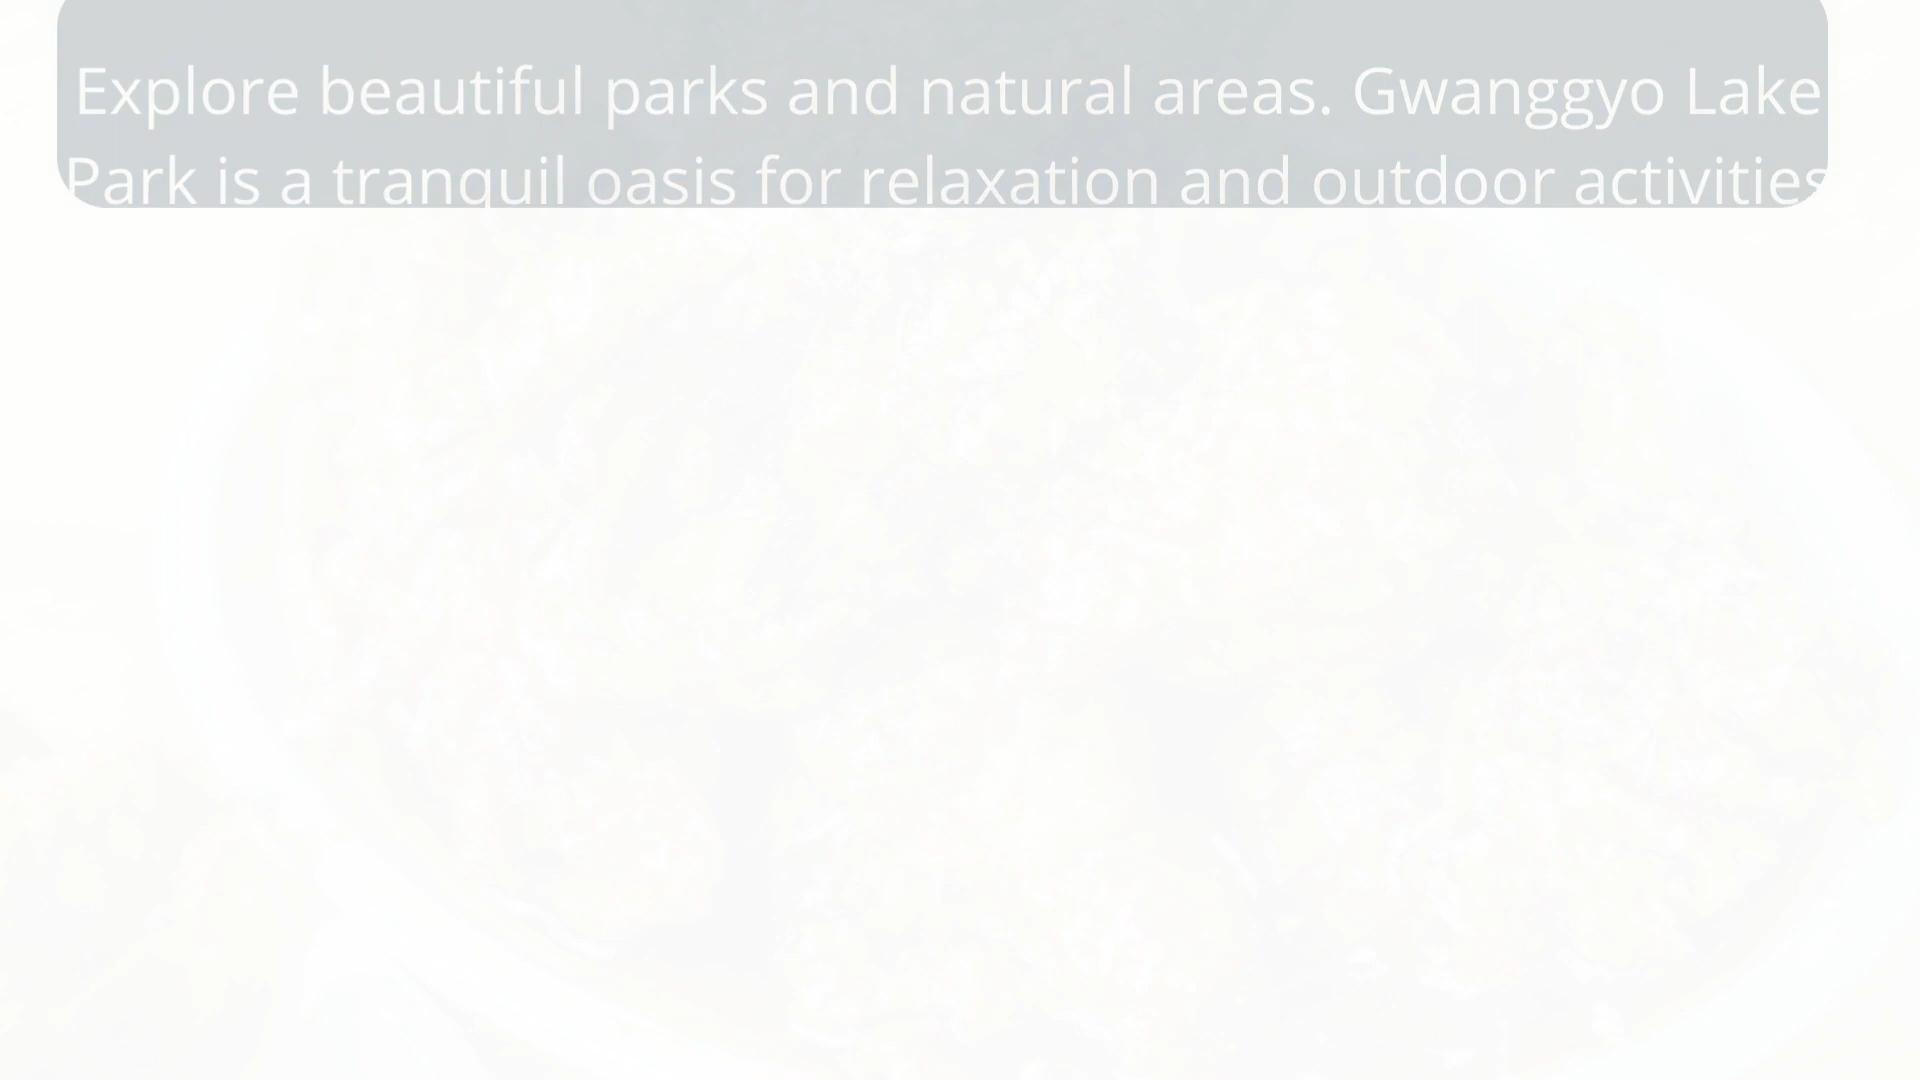 Explore beautiful parks and natural areas. Gwanggyo Lake
Park is a tranquil oasis for relaxation and outdoor activities